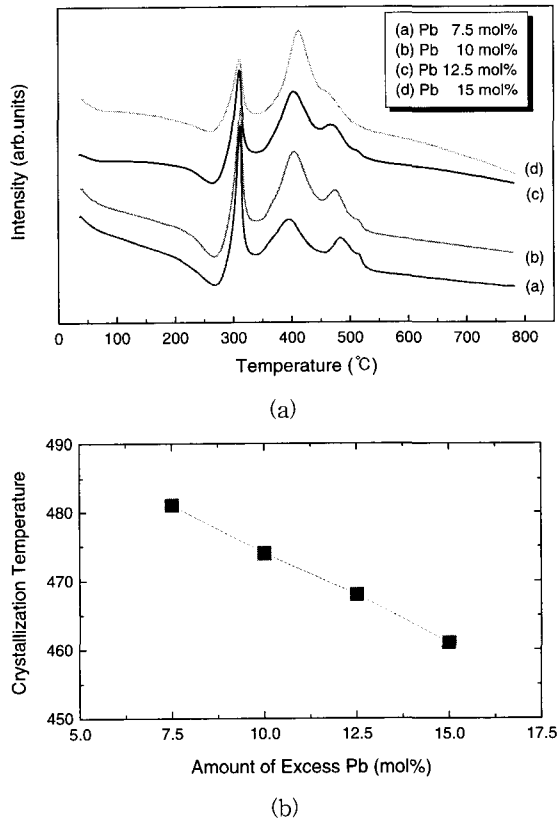 (a) Pb 7.5 mol%
(b) Pb 10 mol%
(c) Pb 12.5 mol%
(d) Pb 15 mol%
Intensity (arb.units)
(d)
(c)
(b)
(a)
0 100 200 300 400 500 600 700 800
Temperature (℃)
(a)
490
480
470
460
450
Crystallization Temperature
5.0 7.5 10.0 12.5 15.0 17.5
Amount of Excess Pb (mol%)
(b)